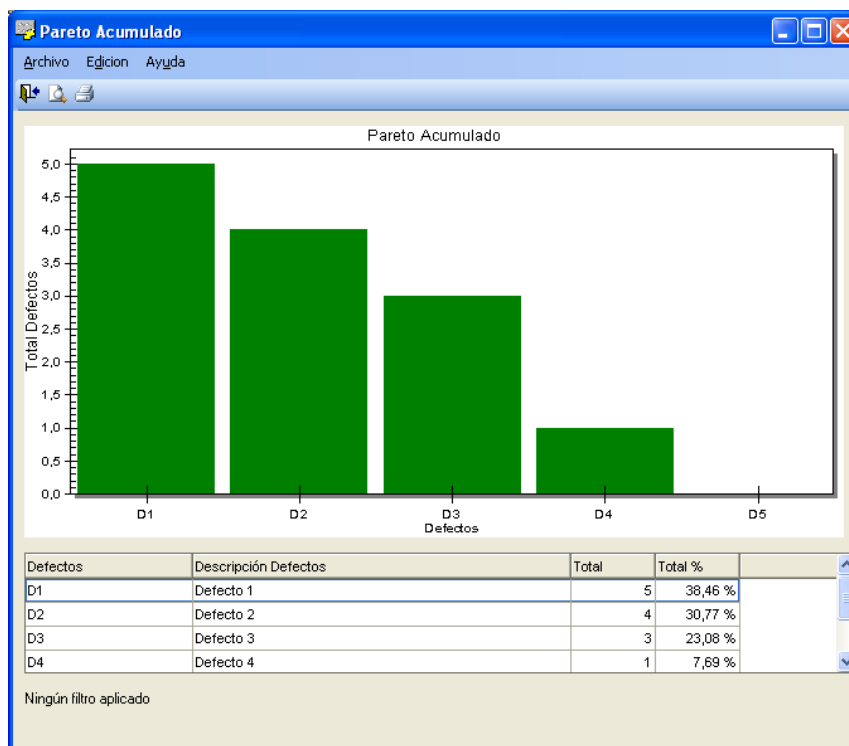 Pareto Acumulado
Archivo Edicion Ayuda
Pareto Acumulado
Total Defectos
5,0
4,5
4,0
3,5
3,0
2,5
2,0
1,5
1,0
0,5
0,0
D1 D2 D3 D4 D5
Defectos
Defectos Descripción Defectos Total Total %
D1 Defecto 1 5 38,46 %
D2 Defecto 2 4 30,77 %
D3 Defecto 3 3 23,08 %
D4 Defecto 4 1 7,69 %
Ningún filtro aplicado